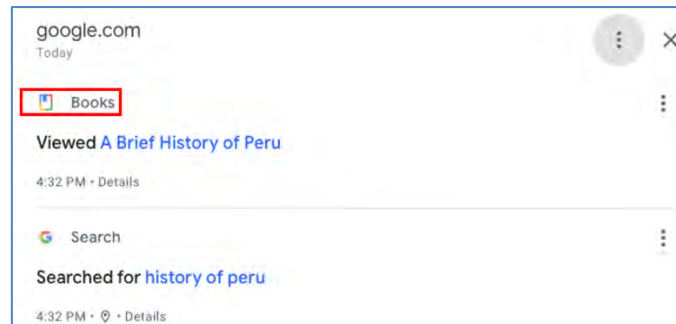 google.com
Today
Books
Viewed A Brief History of Peru
4:32 PM • Details
Search
Searched for history of peru
4:32 PM • • Details